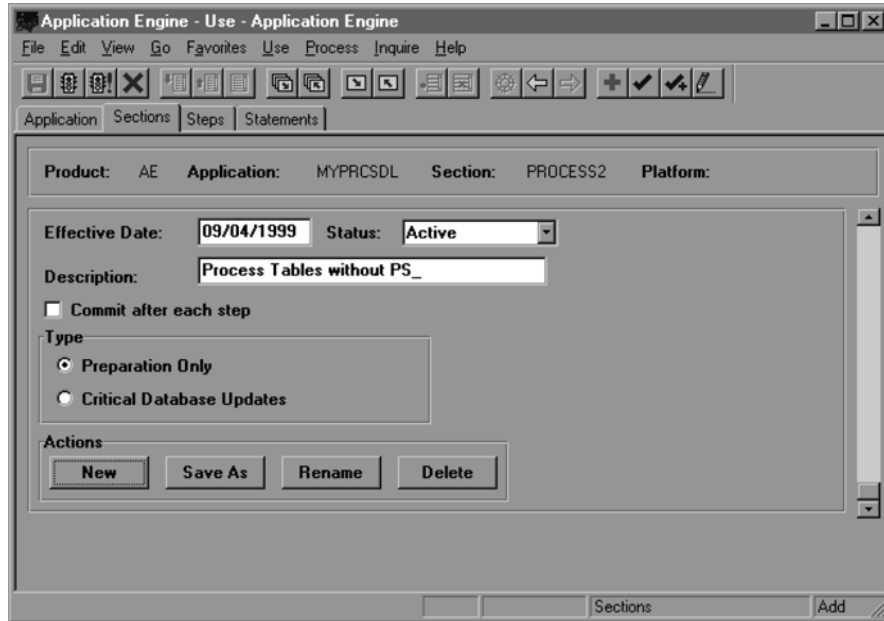 Application Engine - Use - Application Engine
File Edit View Go Favorites Use Process Inquire Help
Application Sections Steps Statements
Product: AE Application: MYPRCSDL Section: PROCESS2 Platform:
Effective Date: 09/04/1999 Status: Active
Description: Process Tables without PS_
Commit after each step
Type
Preparation Only
Critical Database Updates
Actions
New Save As Rename Delete
Sections Add